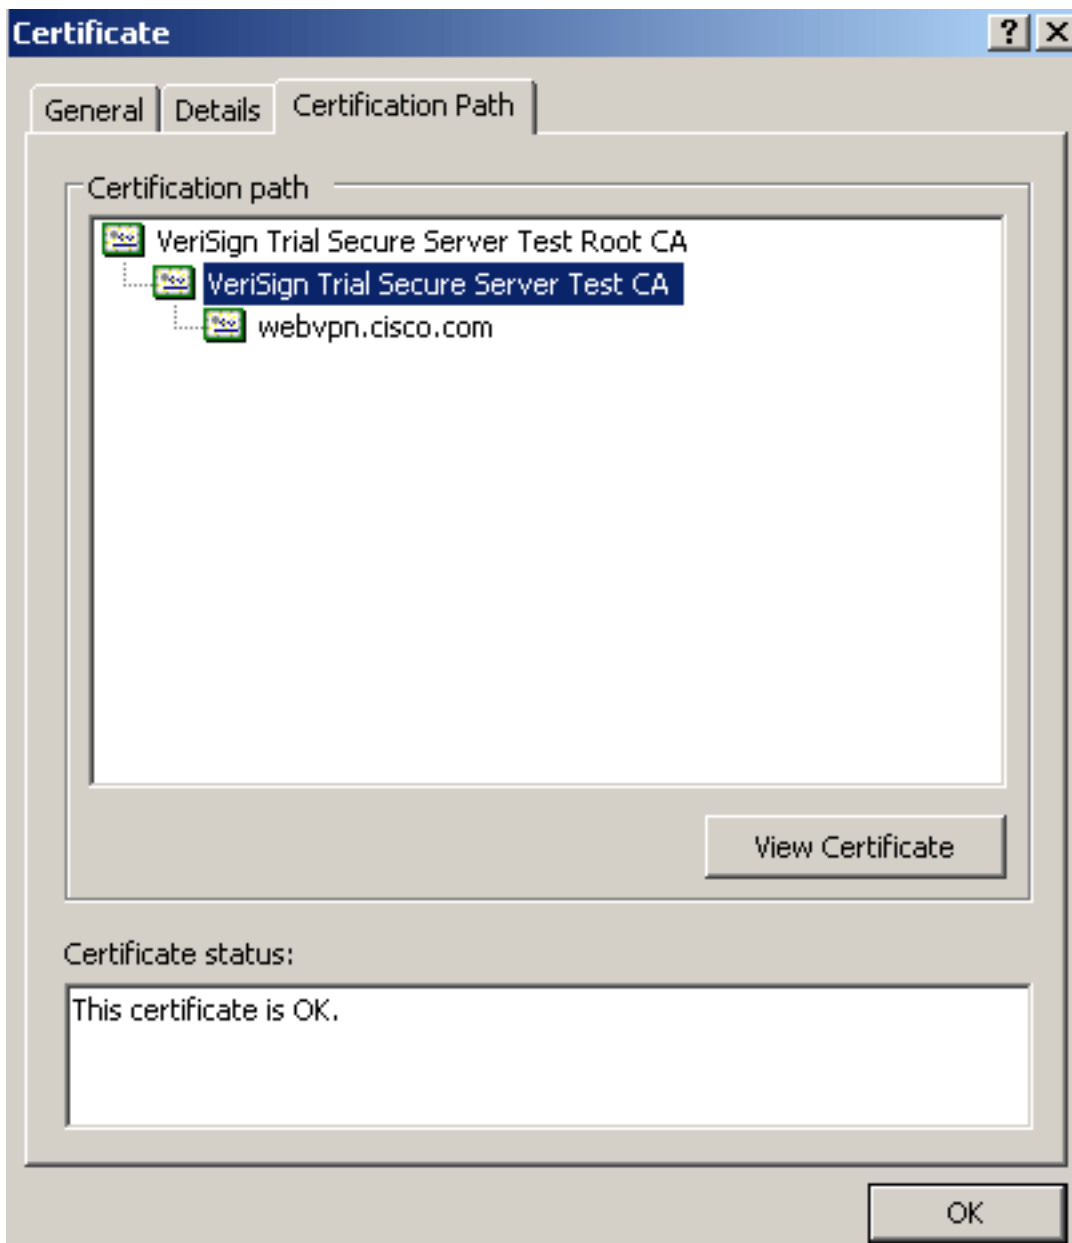 Certificate
General Details Certification Path
Certification path
VeriSign Trial Secure Server Test Root CA
VeriSign Trial Secure Server Test CA
webvpn.cisco.com
View Certificate
Certificate status:
This certificate is OK.
OK